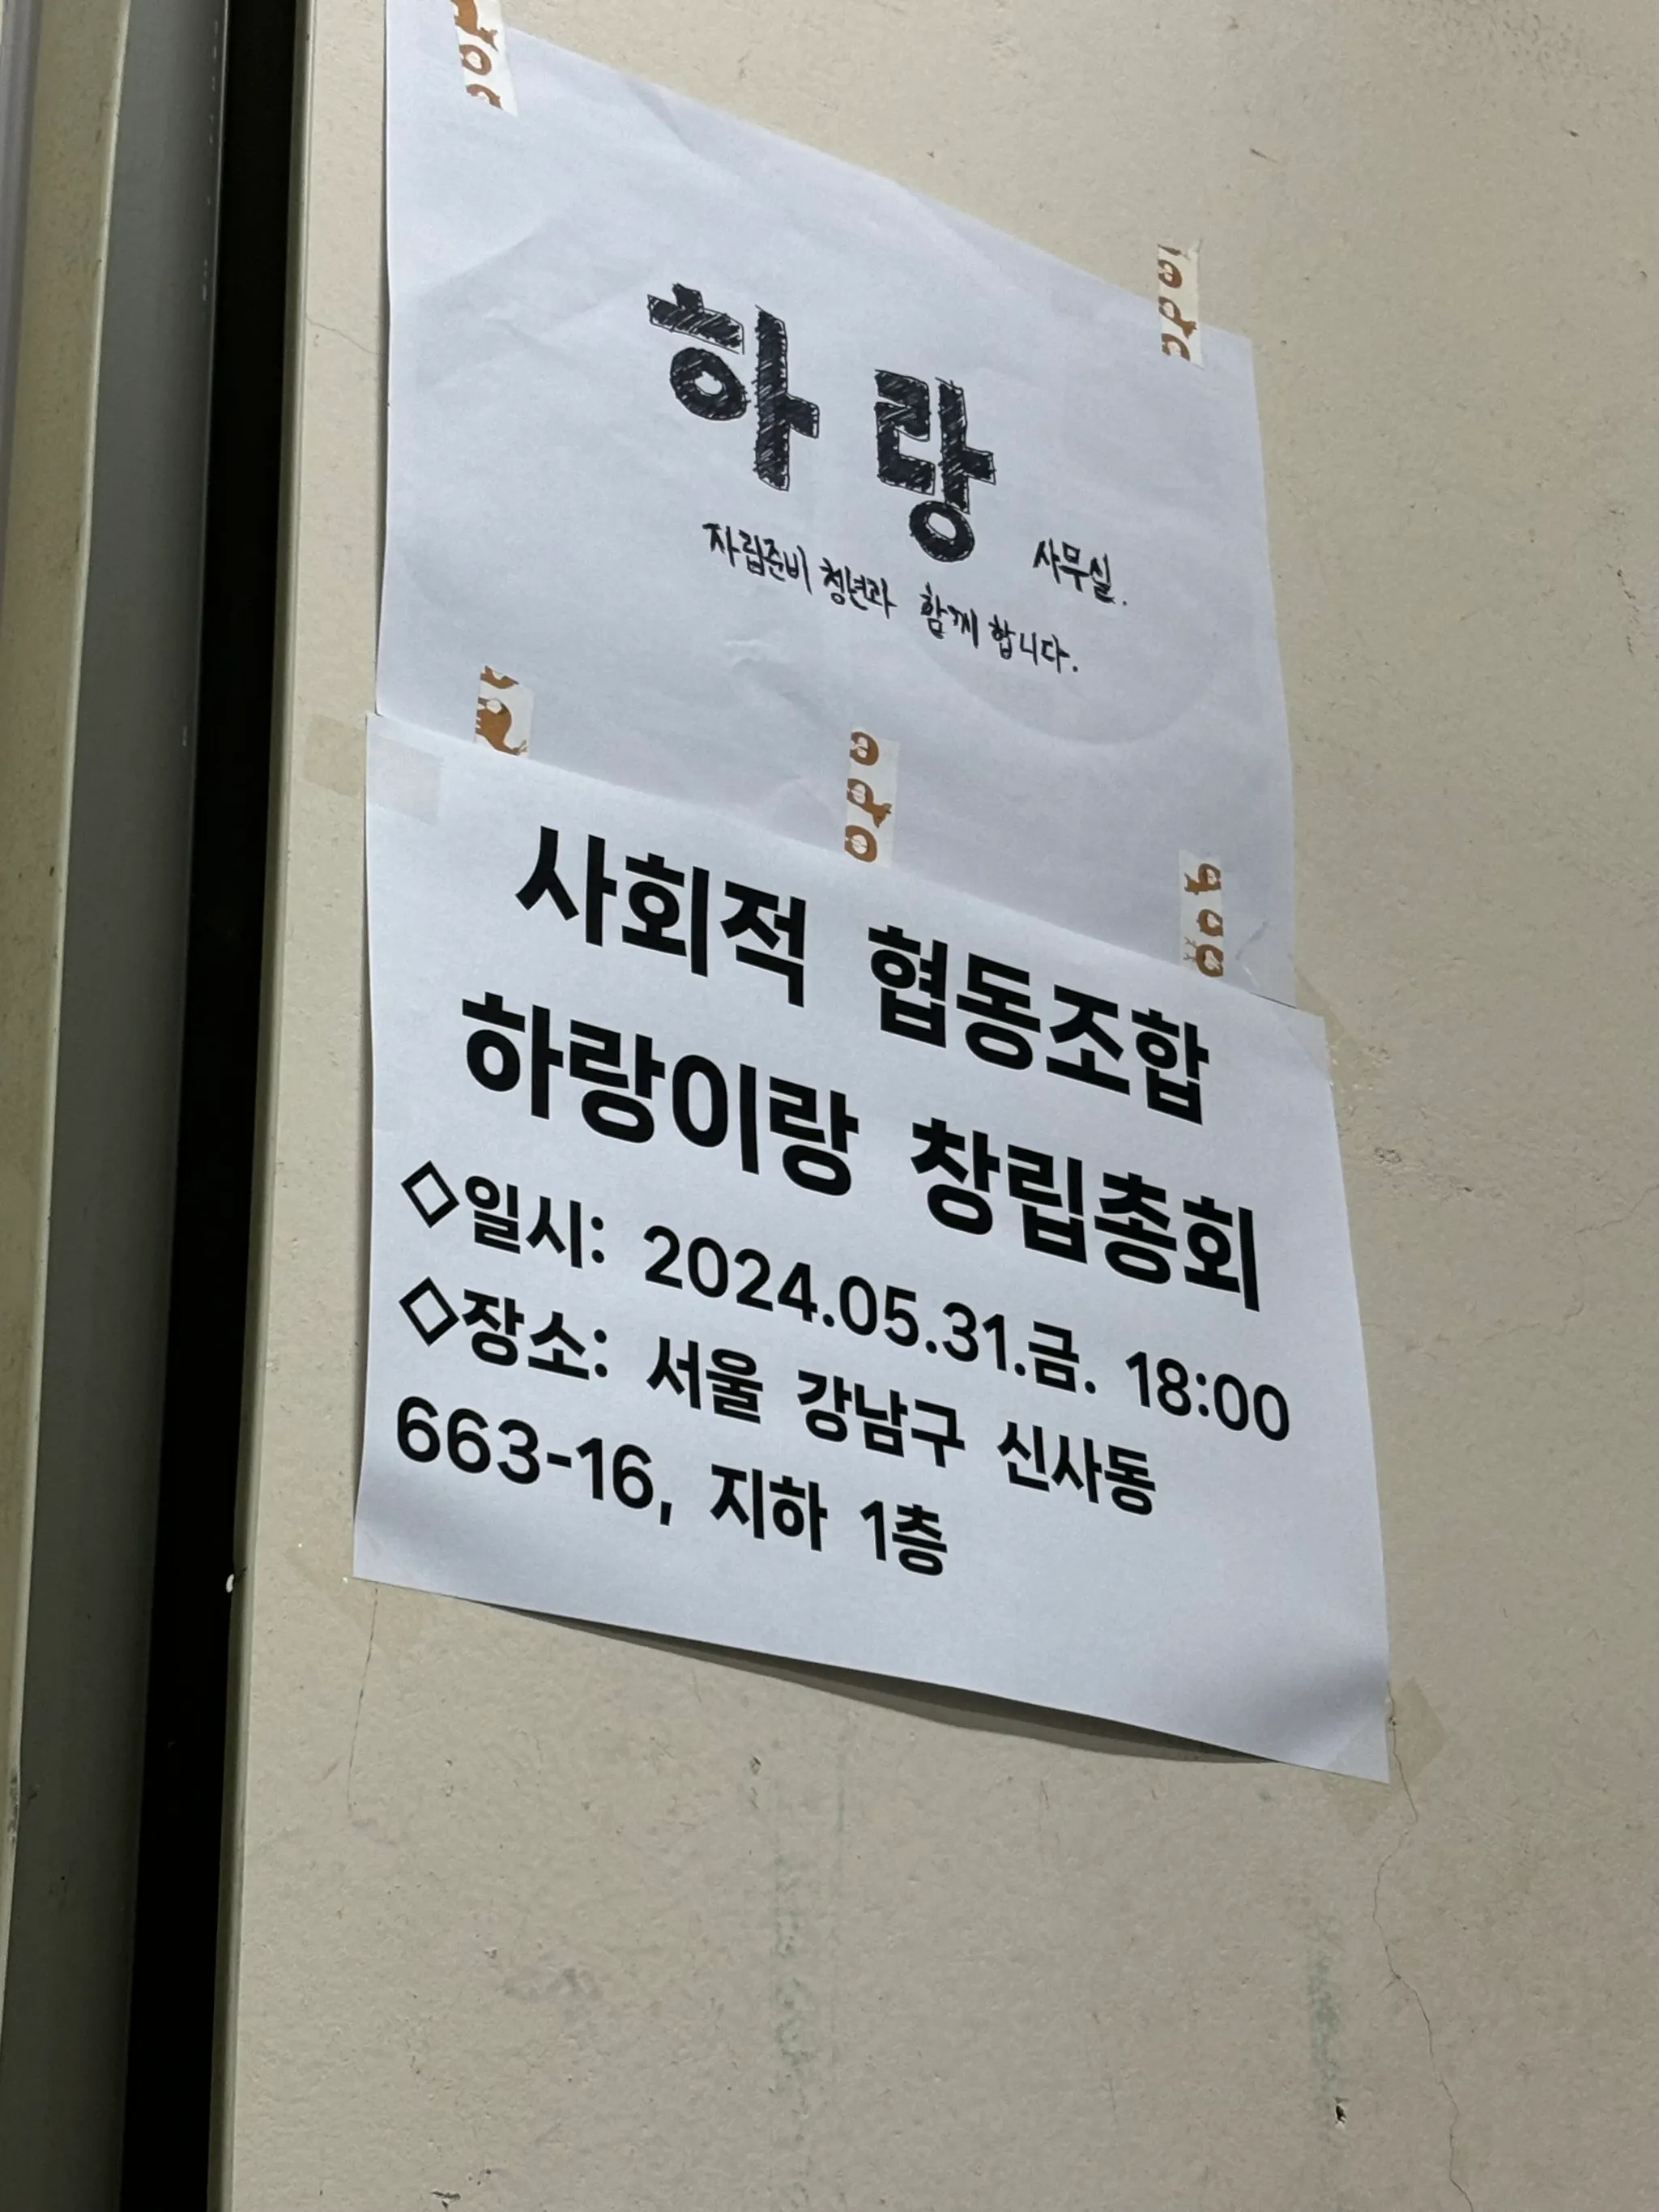 하랑 사무실.
자립준비 청년과 함께 합니다.
사회적 협동조합
하랑이랑 창립총회
◇일시: 2024.05.31.금. 18:00
◇장소: 서울 강남구 신사동
663-16, 지하 1층